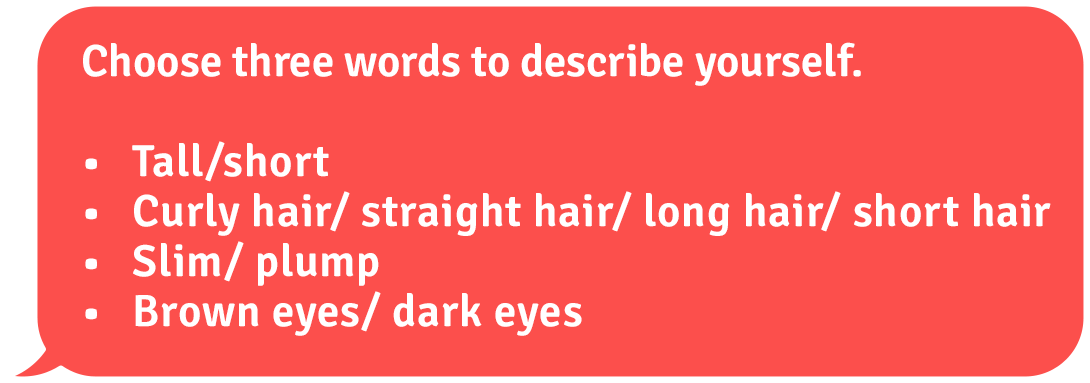 Choose three words to describe yourself.
• Tall/short
• Curly hair/ straight hair/ long hair/ short hair
• Slim/ plump
• Brown eyes/ dark eyes